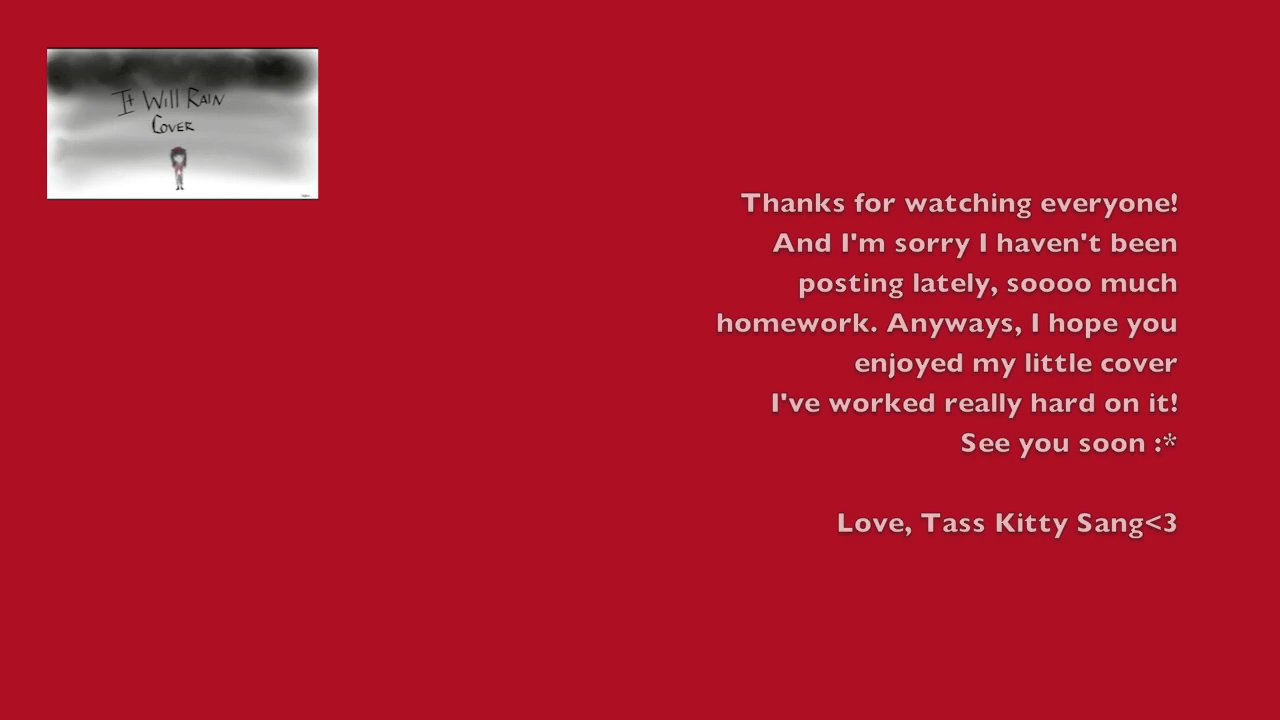 It Will Rain
Cover
Thanks for watching everyone!
And I'm sorry I haven't been
posting lately, soooo much
homework. Anyways, I hope you
enjoyed my little cover
I've worked really hard on it!
See you soon :*
Love, Tass Kitty Sang<3